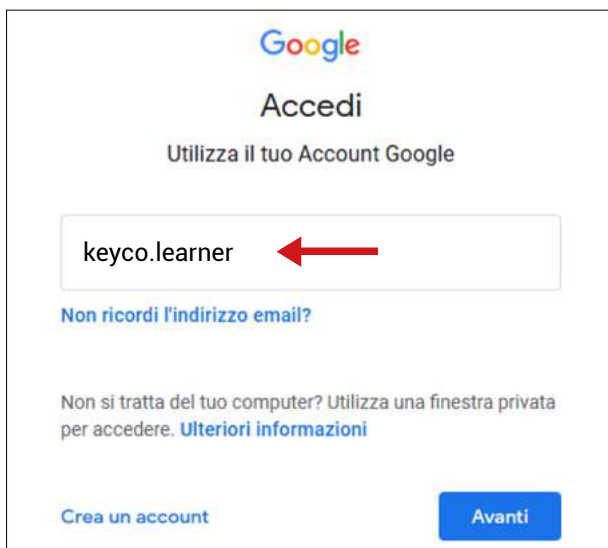 Google
Accedi
Utilizza il tuo Account Google
keyco.learner
Non ricordi l'indirizzo email?
Non si tratta del tuo computer? Utilizza una finestra privata
per accedere. Ulteriori informazioni
Crea un account
Avanti